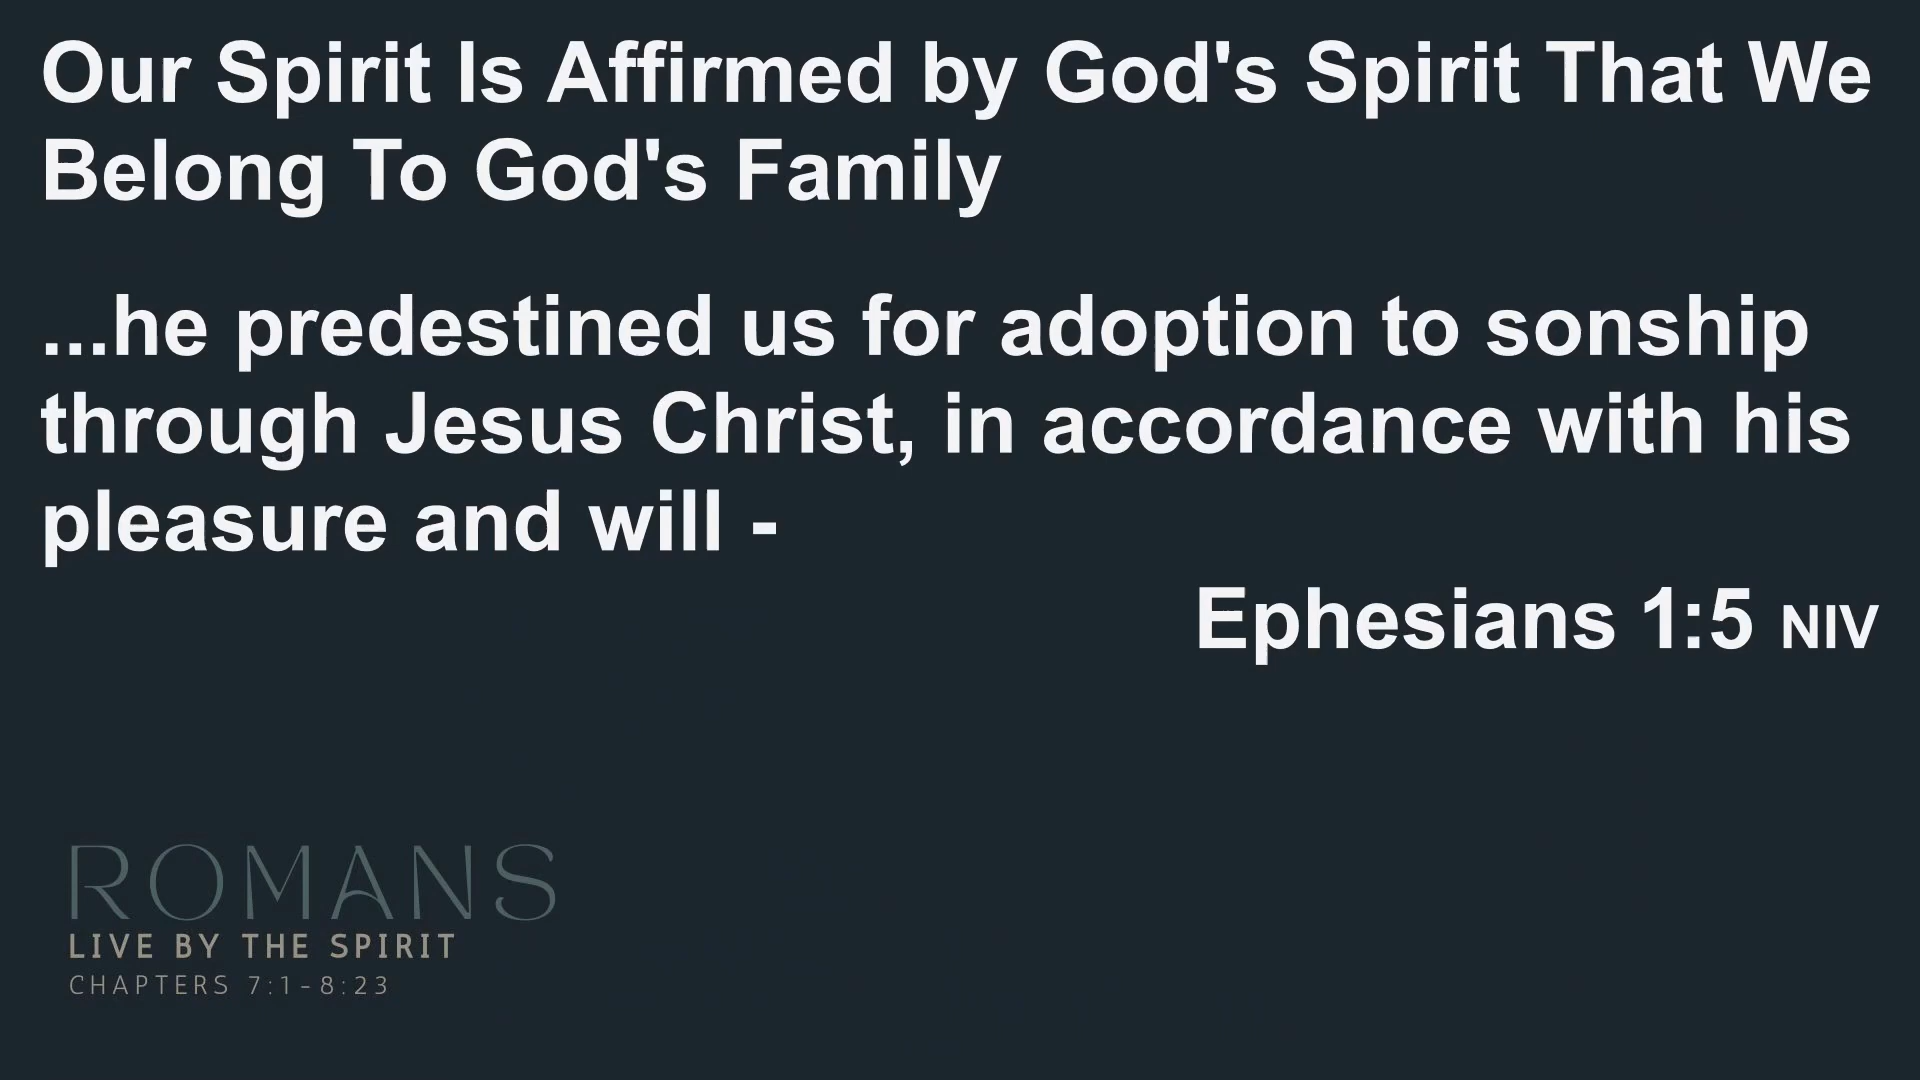 Our Spirit Is Affirmed by God's Spirit That We
Belong To God's Family
...he predestined us for adoption to sonship
through Jesus Christ, in accordance with his
pleasure and will -
Ephesians 1:5 NIV
ROMANS
LIVE BY THE SPIRIT
CHAPTERS 7:1-8:23